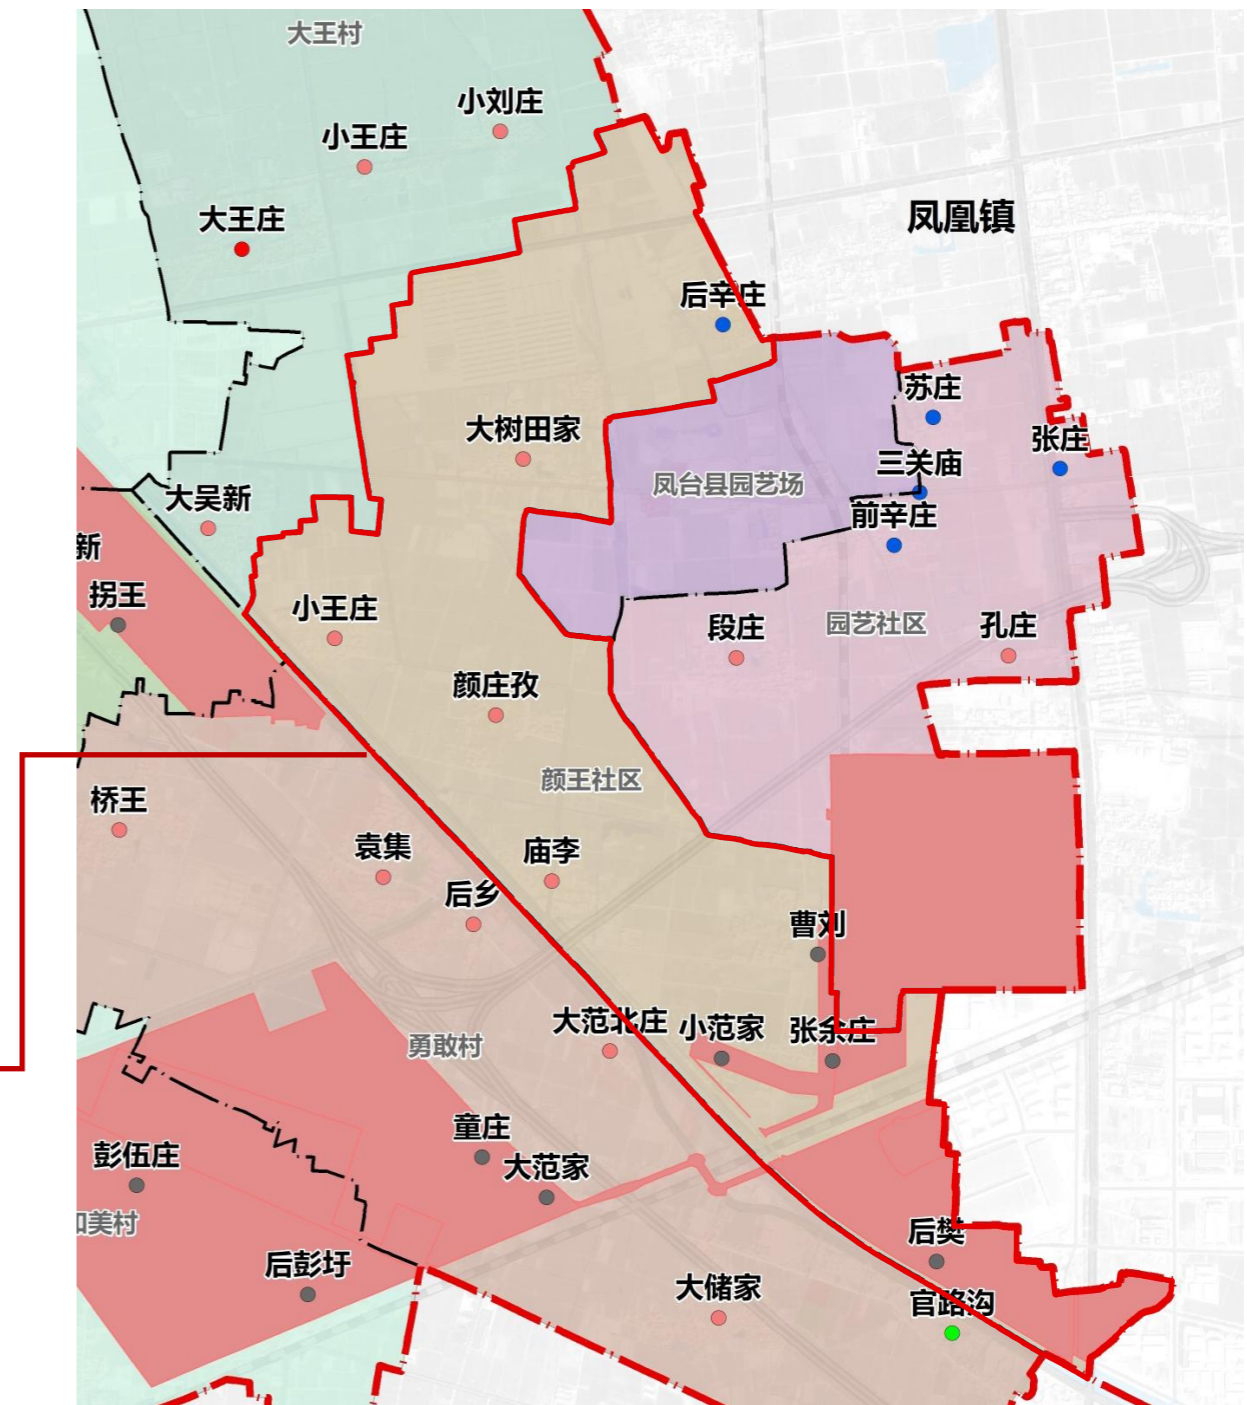 大王村
小刘庄
小王庄
大王庄
凤凰镇
后辛庄
苏庄
大树田家
张庄
三关庙
凤台县园艺场
大吴新
前辛庄
新
拐王
小王庄
段庄
园艺社区
孔庄
颜庄孜
颜王社区
桥王
袁集
庙李
后乡
曹刘
大范北庄
小范家
张余庄
勇敢村
童庄
彭伍庄
大范家
和美村
后樊
后彭圩
大储家
官路沟